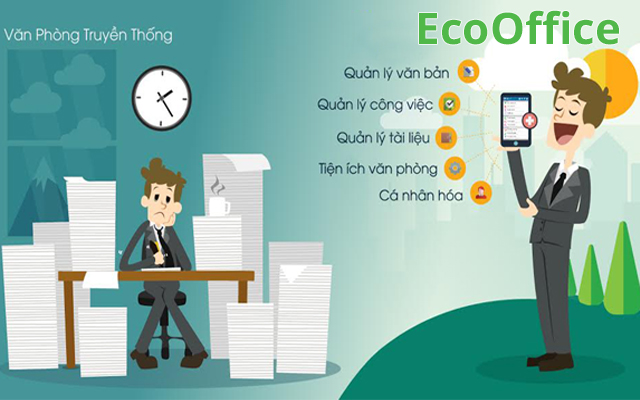 EcoOffice
Văn Phòng Truyền Thống
Quản lý văn bản
Quản lý công việc
Quản lý tài liệu
Tiện ích văn phòng
Cá nhân hóa